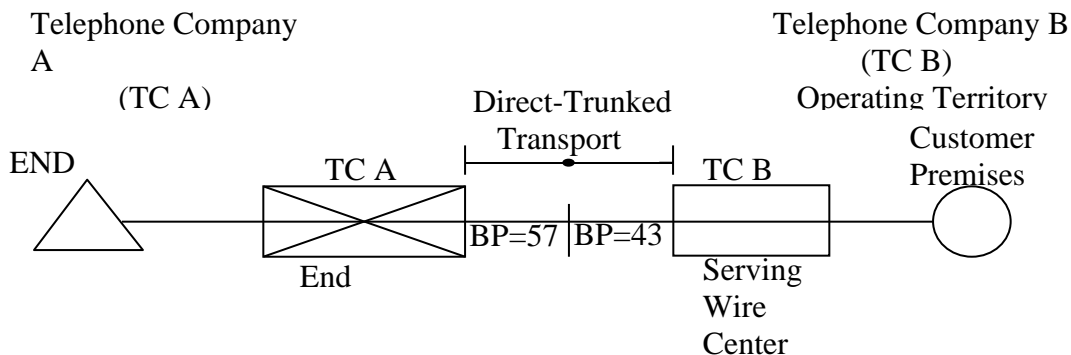 Telephone Company
A
(TC A)
Telephone Company B
(TC B)
Operating Territory
Direct-Trunked
Transport
Customer
Premises
END
TC A
TC B
BP=57
BP=43
End
Serving
Wire
Center